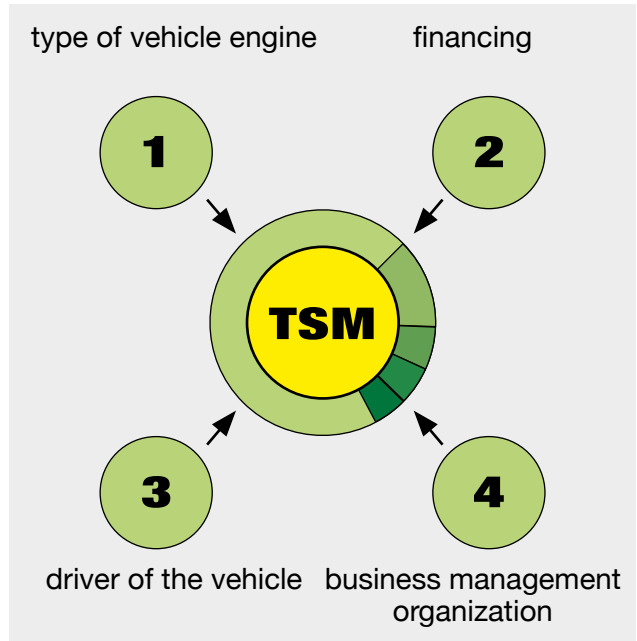 type of vehicle engine
financing
1
2
TSM
3
4
driver of the vehicle
business management
organization